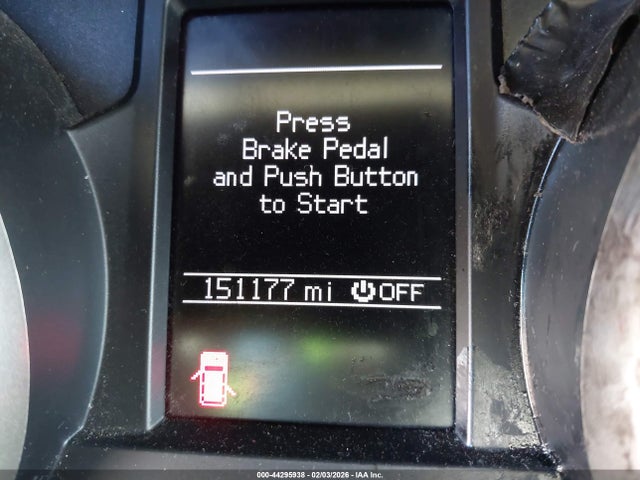 Press
Brake Pedal
and Push Button
to Start
151177 mi OFF
000-44295938 - 02/03/2026 - IAA Inc.